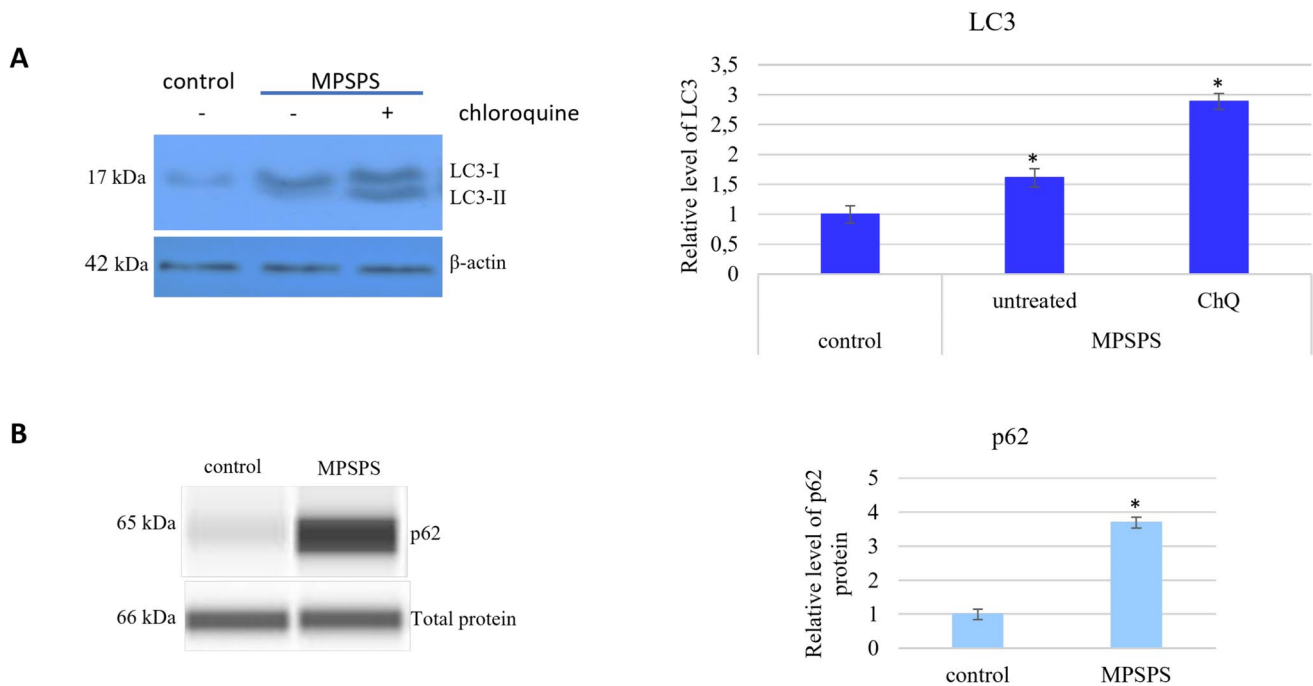 A
control MPSPS
- - + chloroquine
17 kDa LC3-I
LC3-II
42 kDa β-actin
LC3
Relative level of LC3
3,5
3
2,5
2
1,5
1
0,5
0
*
*
untreated ChQ
control MPSPS
B
control MPSPS
65 kDa p62
66 kDa Total protein
p62
Relative level of p62
protein
5
4
3
2
1
0
*
control MPSPS